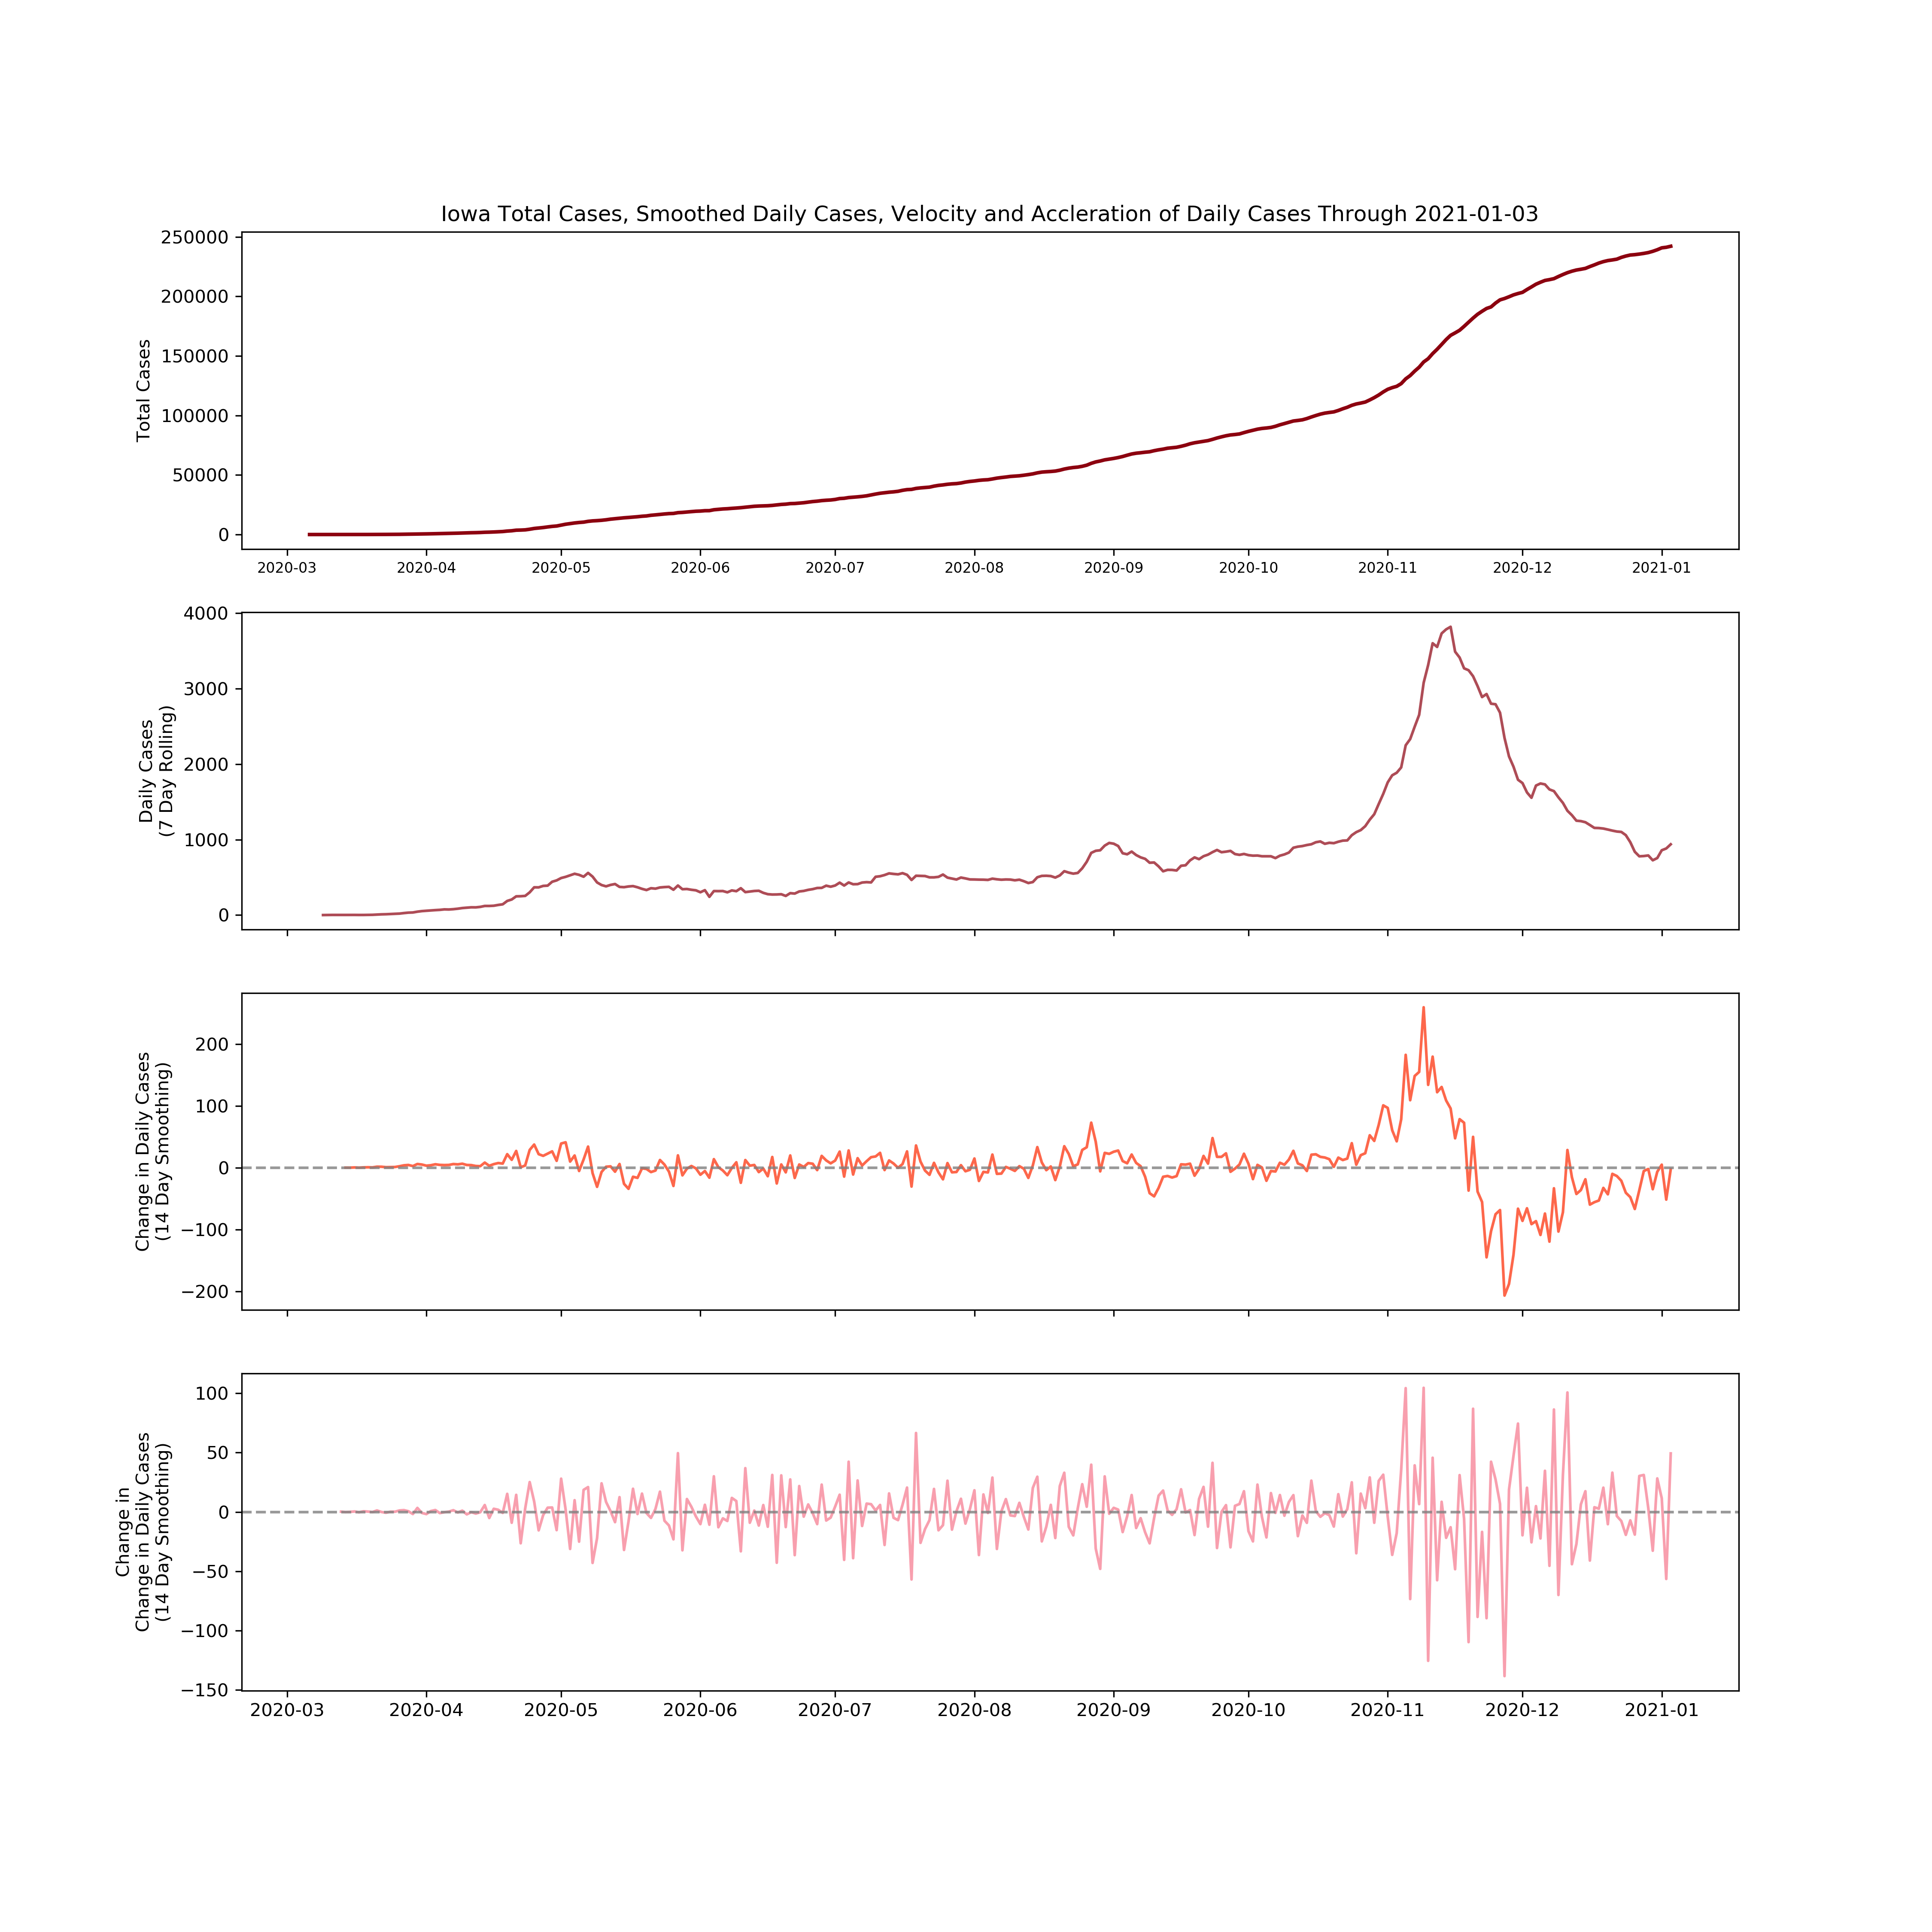 Iowa Total Cases, Smoothed Daily Cases, Velocity and Accleration of Daily Cases Through 2021-01-03
250000
200000
150000
100000
50000
0
Total Cases
2020-03 2020-04 2020-05 2020-06 2020-07 2020-08 2020-09 2020-10 2020-11 2020-12 2021-01
4000
3000
2000
1000
0
Daily Cases
(7 Day Rolling)
200
100
0
−100
−200
Change in Daily Cases
(14 Day Smoothing)
100
50
0
−50
−100
−150
Change in
Change in Daily Cases
(14 Day Smoothing)
2020-03 2020-04 2020-05 2020-06 2020-07 2020-08 2020-09 2020-10 2020-11 2020-12 2021-01